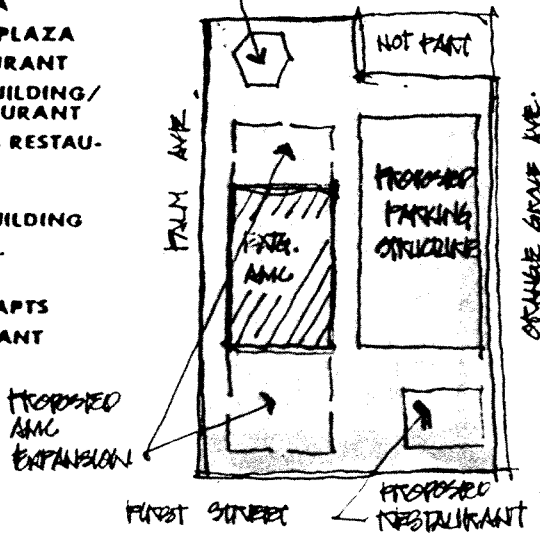 A
PLAZA
URANT
UILDING/
URANT
RESTAU-
UILDING
APTS
ANT
NOT PART
PALM AVE.
ORANGE GROVE AVE.
PROPOSED
PARKING
STRUCTURE
EXTG.
AMC
PROPOSED
AMC
EXPANSION
FIRST STREET
PROPOSED
RESTAURANT